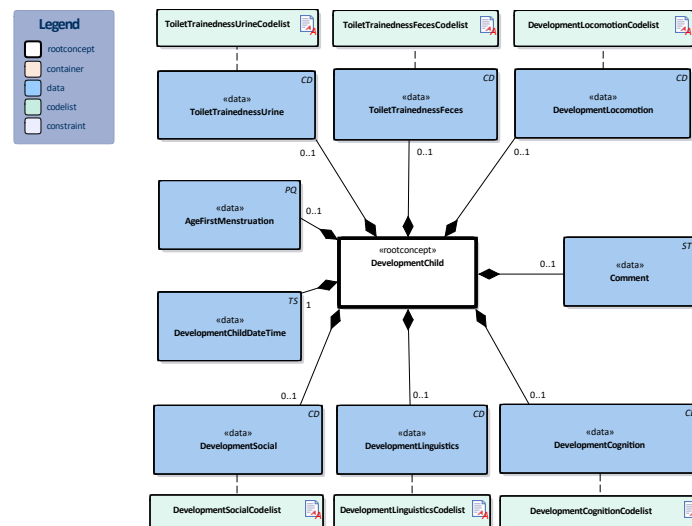 Legend
rootconcept
container
data
codelist
constraint
ToiletTrainednessUrineCodelist
ToiletTrainednessFecesCodelist
DevelopmentLocomotionCodelist
CD
«data»
ToiletTrainednessUrine
CD
«data»
ToiletTrainednessFeces
CD
«data»
DevelopmentLocomotion
0..1
0..1
0..1
PQ
«data»
AgeFirstMenstruation
0..1
«rootconcept»
DevelopmentChild
ST
«data»
Comment
0..1
TS
«data»
DevelopmentChildDateTime
1
0..1
0..1
0..1
CD
«data»
DevelopmentSocial
CD
«data»
DevelopmentLinguistics
«data»
DevelopmentCognition
DevelopmentSocialCodelist
DevelopmentLinguisticsCodelist
DevelopmentCognitionCodelist